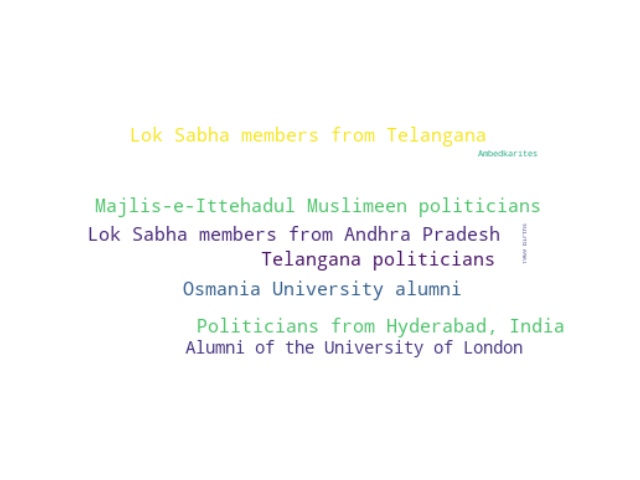 Lok Sabha members from Telangana
Ambedkarites
Majlis-e-Ittehadul Muslimeen politicians
Lok Sabha members from Andhra Pradesh
Telangana politicians
Osmania University alumni
Politicians from Hyderabad, India
Alumni of the University of London